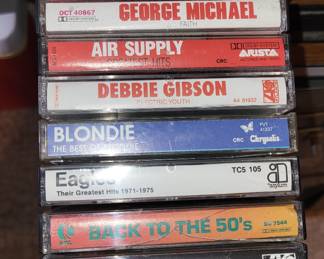 OCT 40867
GEORGE MICHAEL
FAITH
AIR SUPPLY
GREATEST HITS
CRC
ARISTA
DEBBIE GIBSON
ELECTRIC YOUTH
BLONDIE
THE BEST OF BLONDIE
CRC
Chrysalis
Eagles
Their Greatest Hits 1971-1975
TC5 105
asylum
BACK TO THE 50's